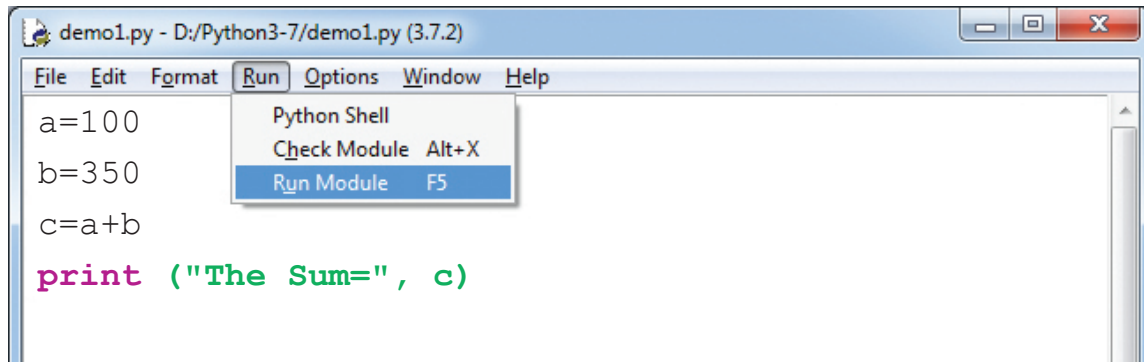 demo1.py - D:/Python3-7/demo1.py (3.7.2)
File Edit Format Run Options Window Help
Python Shell
Check Module Alt+X
Run Module F5
a=100
b=350
c=a+b
print ("The Sum=", c)